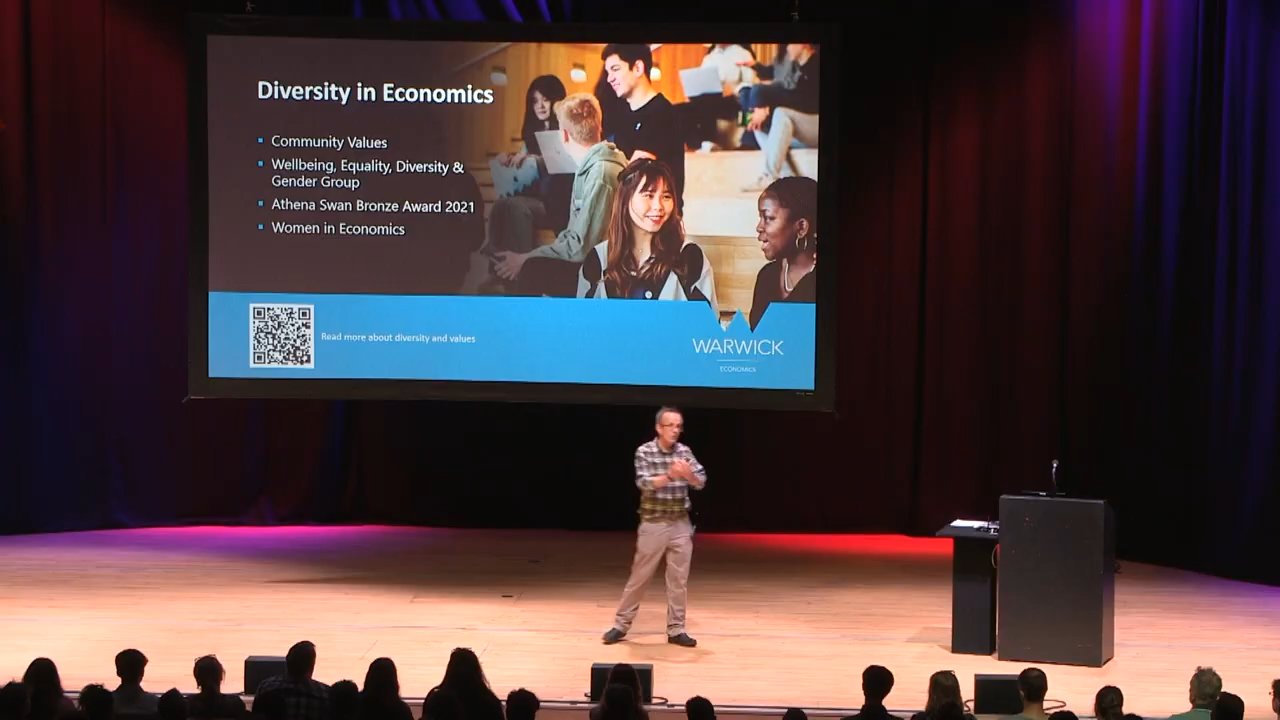 Diversity in Economics
Community Values
Wellbeing, Equality, Diversity &
Gender Group
Athena Swan Bronze Award 2021
Women in Economics
Read more about diversity and values
WARWICK
ECONOMICS